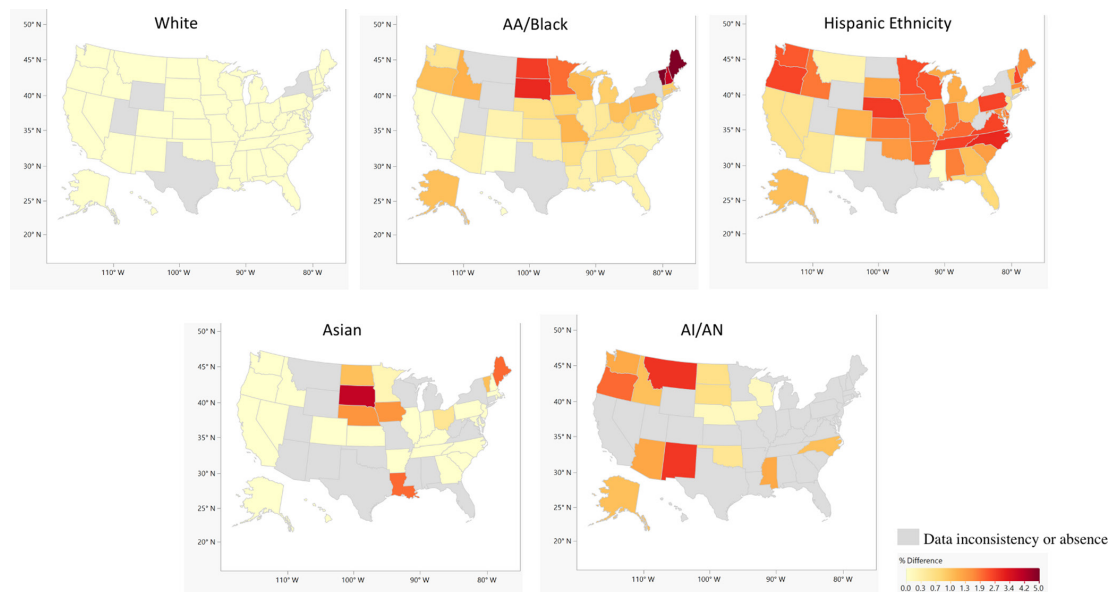 White
50° N
45° N
40° N
35° N
30° N
25° N
20° N
110° W 100° W 90° W 80° W
AA/Black
50° N
45° N
40° N
35° N
30° N
25° N
20° N
110° W 100° W 90° W 80° W
Hispanic Ethnicity
50° N
45° N
40° N
35° N
30° N
25° N
20° N
110° W 100° W 90° W 80° W
Asian
50° N
45° N
40° N
35° N
30° N
25° N
20° N
110° W 100° W 90° W 80° W
AI/AN
50° N
45° N
40° N
35° N
30° N
25° N
20° N
110° W 100° W 90° W 80° W
Data inconsistency or absence
% Difference
0.0 0.3 0.7 1.0 1.3 1.9 2.7 3.4 4.2 5.0